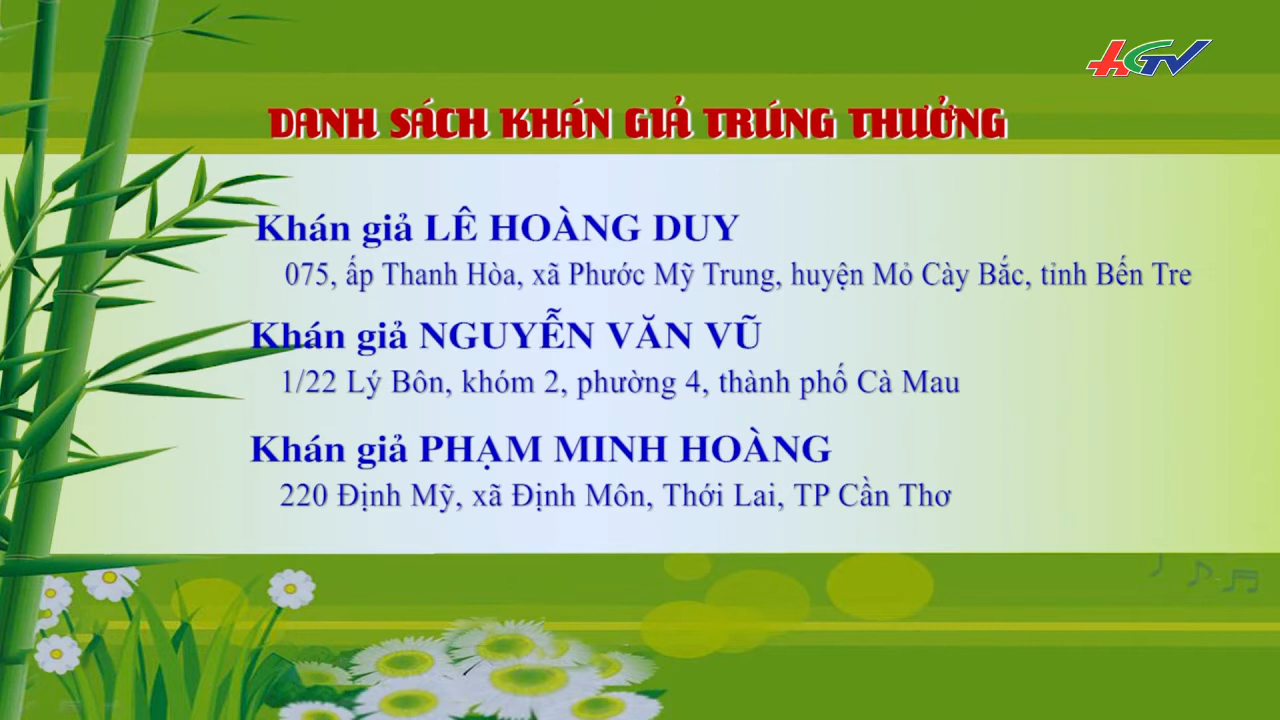 HGTV
DANH SÁCH KHÁN GIẢ TRÚNG THƯỞNG
Khán giả LÊ HOÀNG DUY
075, ấp Thanh Hòa, xã Phước Mỹ Trung, huyện Mỏ Cày Bắc, tỉnh Bến Tre
Khán giả NGUYỄN VĂN VŨ
1/22 Lý Bôn, khóm 2, phường 4, thành phố Cà Mau
Khán giả PHẠM MINH HOÀNG
220 Định Mỹ, xã Định Môn, Thới Lai, TP Cần Thơ